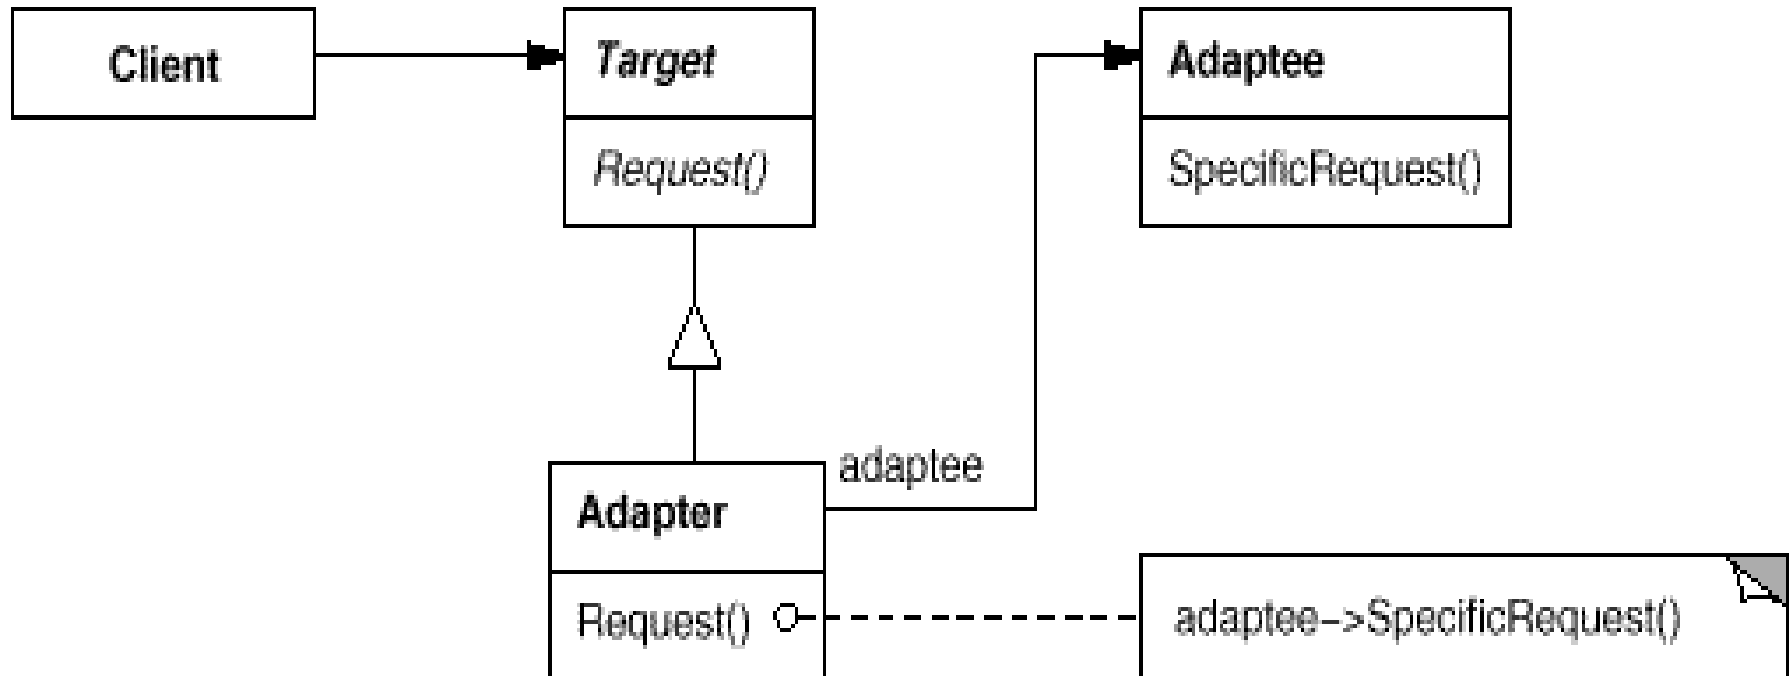 Client
Target
Request()
Adaptee
SpecificRequest()
adaptee
Adapter
Request()
adaptee->SpecificRequest()